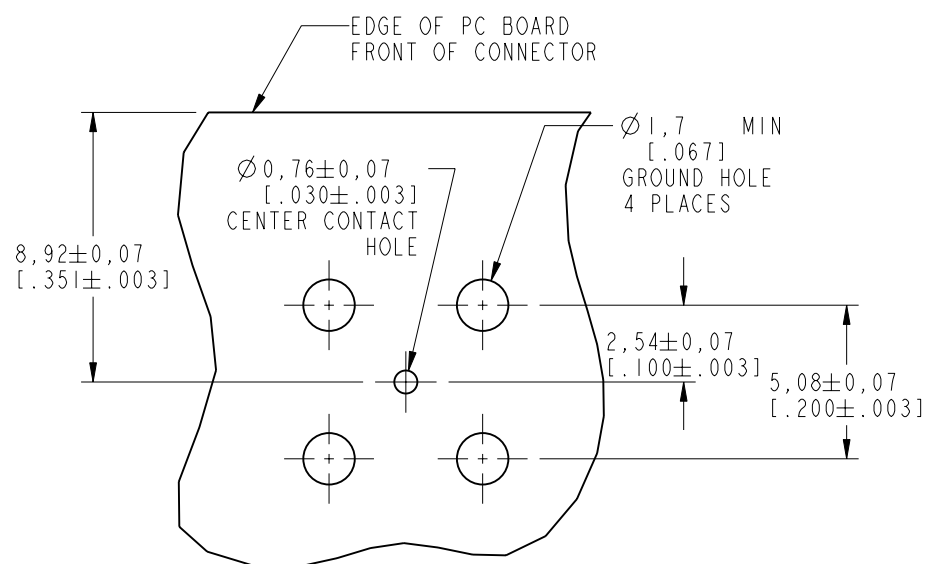 EDGE OF PC BOARD
FRONT OF CONNECTOR
Ø1,7 MIN
[.067]
GROUND HOLE
4 PLACES
Ø0,76±0,07
[.030±.003]
CENTER CONTACT
HOLE
8,92±0,07
[.351±.003]
2,54±0,07
[.100±.003]
5,08±0,07
[.200±.003]